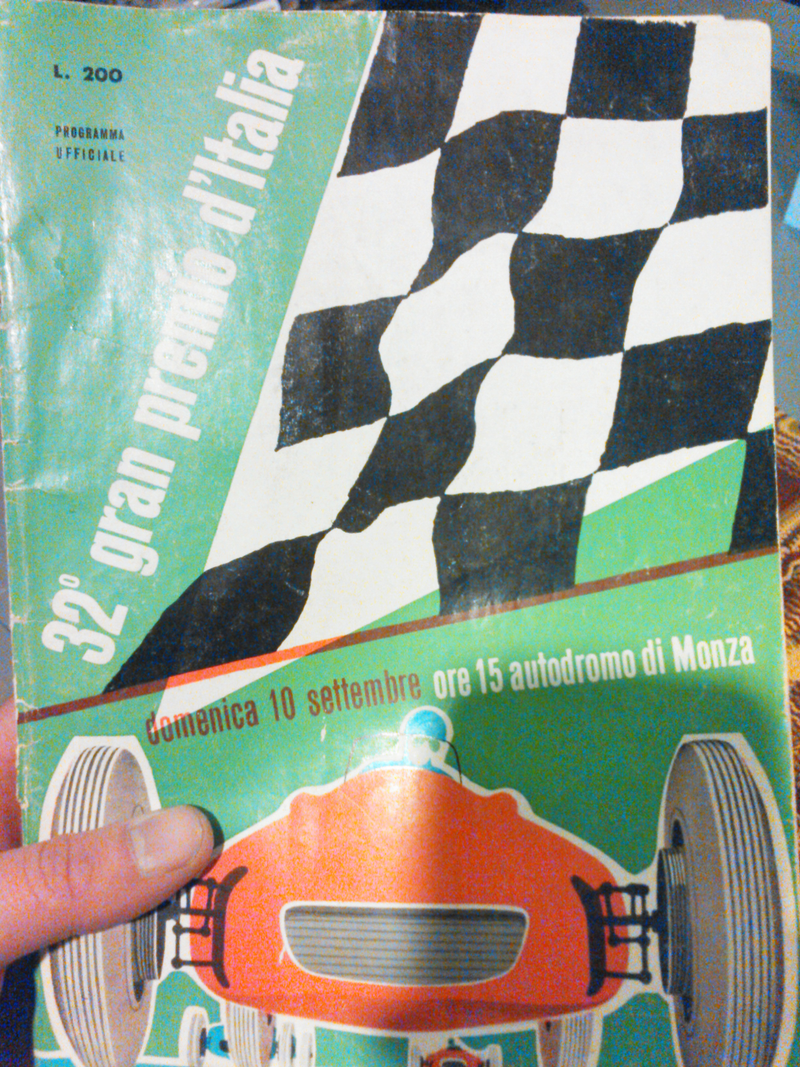 L. 200
PROGRAMMA
UFFICIALE
32° gran premio d'Italia
domenica 10 settembre ore 15 autodromo di Monza